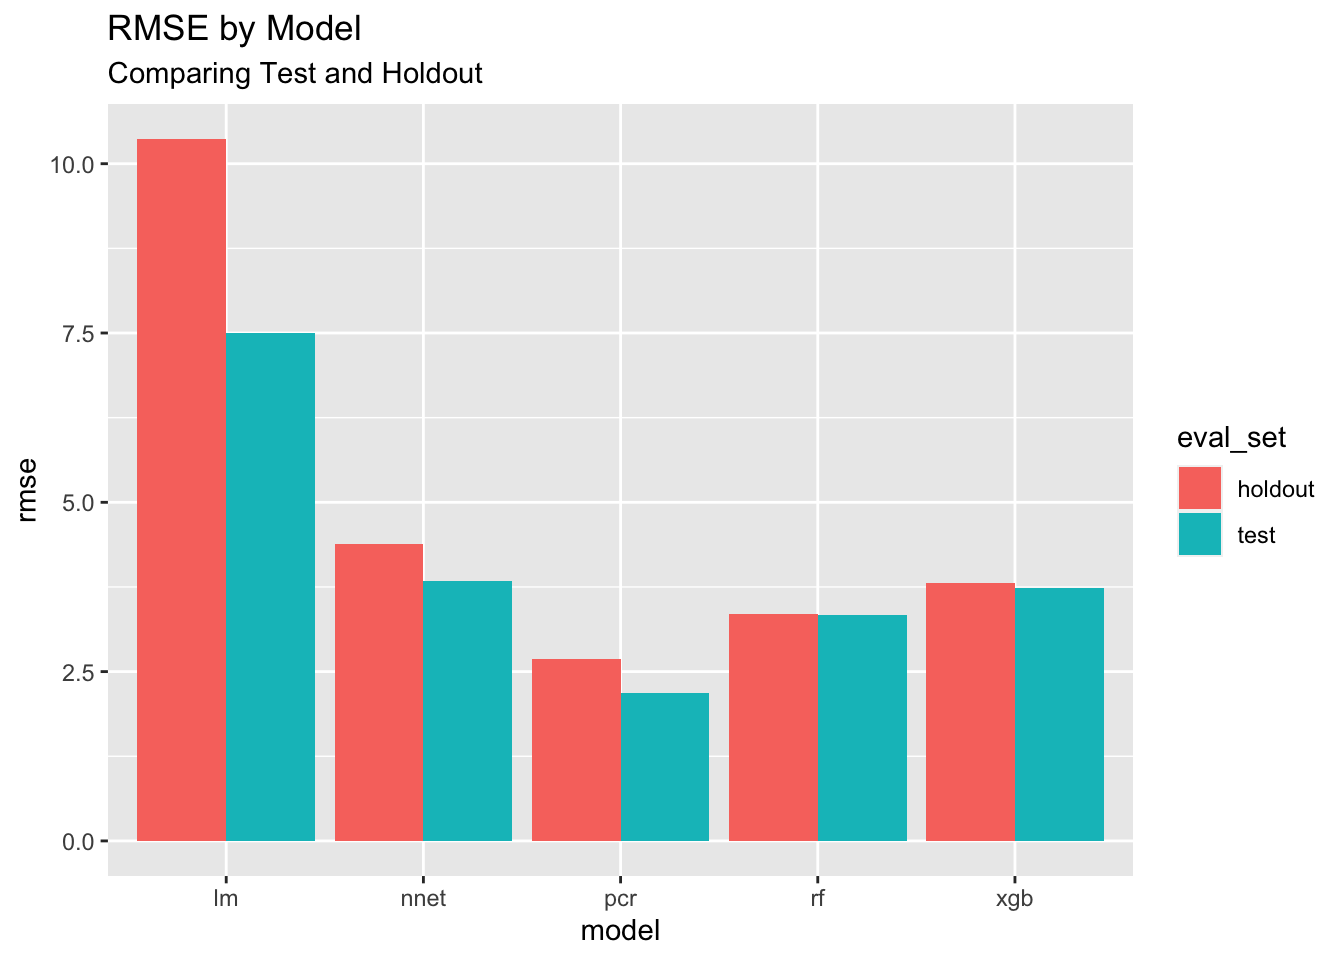 RMSE by Model
Comparing Test and Holdout
10.0
7.5
5.0
2.5
0.0
rmse
lm nnet pcr rf xgb
model
eval_set
holdout
test